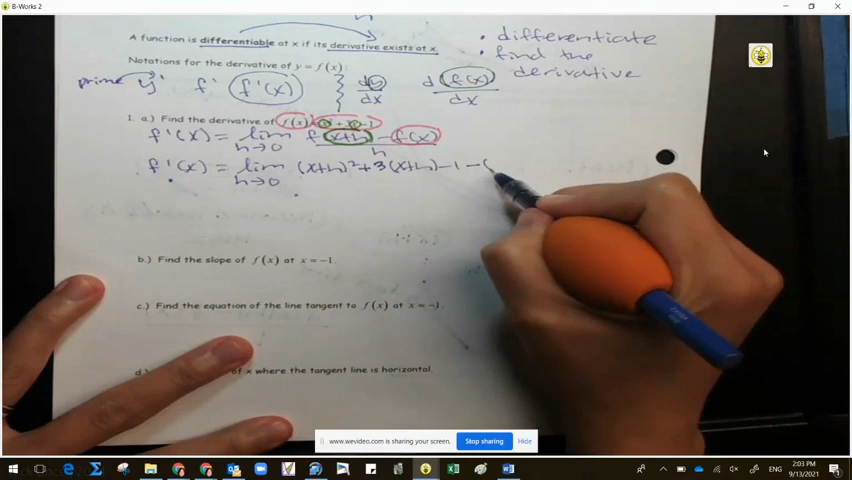 B-Works 2
h
A function is differentiable at x if its derivative exists at x.
• differentiate
• find the
derivative
Notations for the derivative of y = f(x):
prime y' f' f'(x) dy/dx d(f(x))/dx
1. a.) Find the derivative of f(x) = x² + 3x − 1
f'(x) = lim h→0 f(x+h) − f(x) / h
f'(x) = lim h→0 (x+h)² + 3(x+h) − 1 − (
b.) Find the slope of f(x) at x = −1.
c.) Find the equation of the line tangent to f(x) at x = −1.
d of x where the tangent line is horizontal.
www.wevideo.com is sharing your screen. Stop sharing Hide
ENG 2:03 PM
9/13/2021